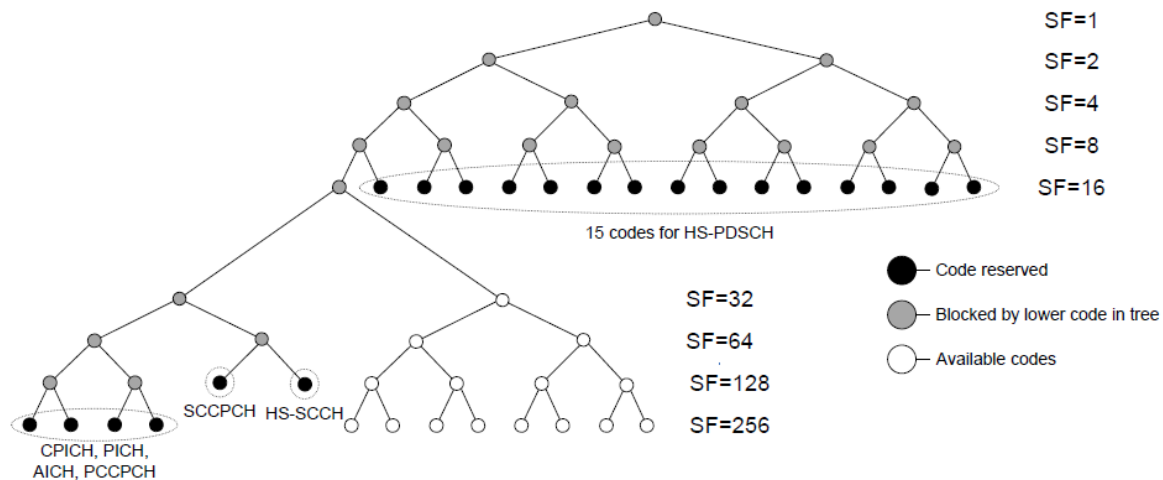 SF=1
SF=2
SF=4
SF=8
SF=16
15 codes for HS-PDSCH
Code reserved
Blocked by lower code in tree
Available codes
SF=32
SF=64
SF=128
SF=256
SCCPCH
HS-SCCH
CPICH, PICH,
AICH, PCCPCH